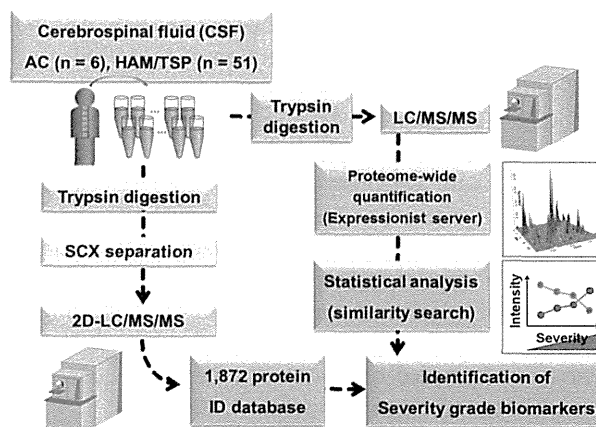 Cerebrospinal fluid (CSF)
AC (n = 6), HAM/TSP (n = 51)
Trypsin
digestion
LC/MS/MS
Proteome-wide
quantification
(Expressionist server)
Statistical analysis
(similarity search)
Intensity
Severity
Trypsin digestion
SCX separation
2D-LC/MS/MS
1,872 protein
ID database
Identification of
Severity grade biomarkers